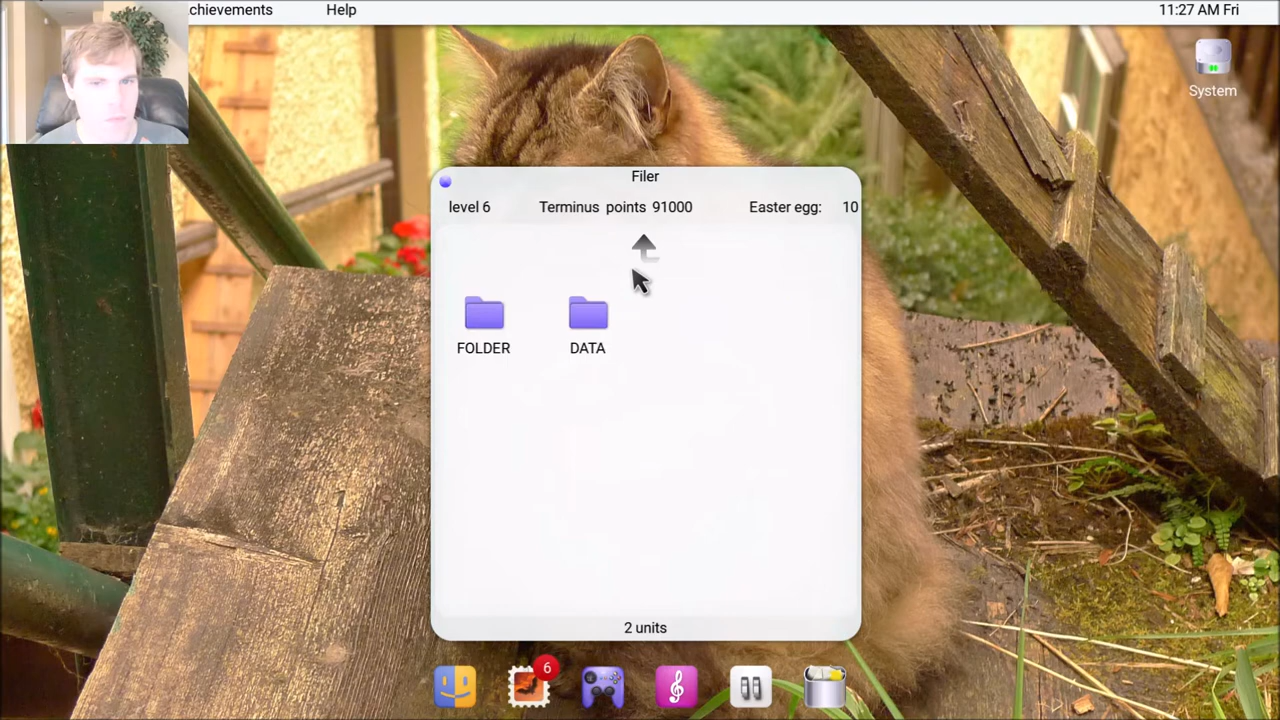 chievements Help 11:27 AM Fri
System
Filer
level 6 Terminus points 91000 Easter egg: 10
FOLDER DATA
2 units
6